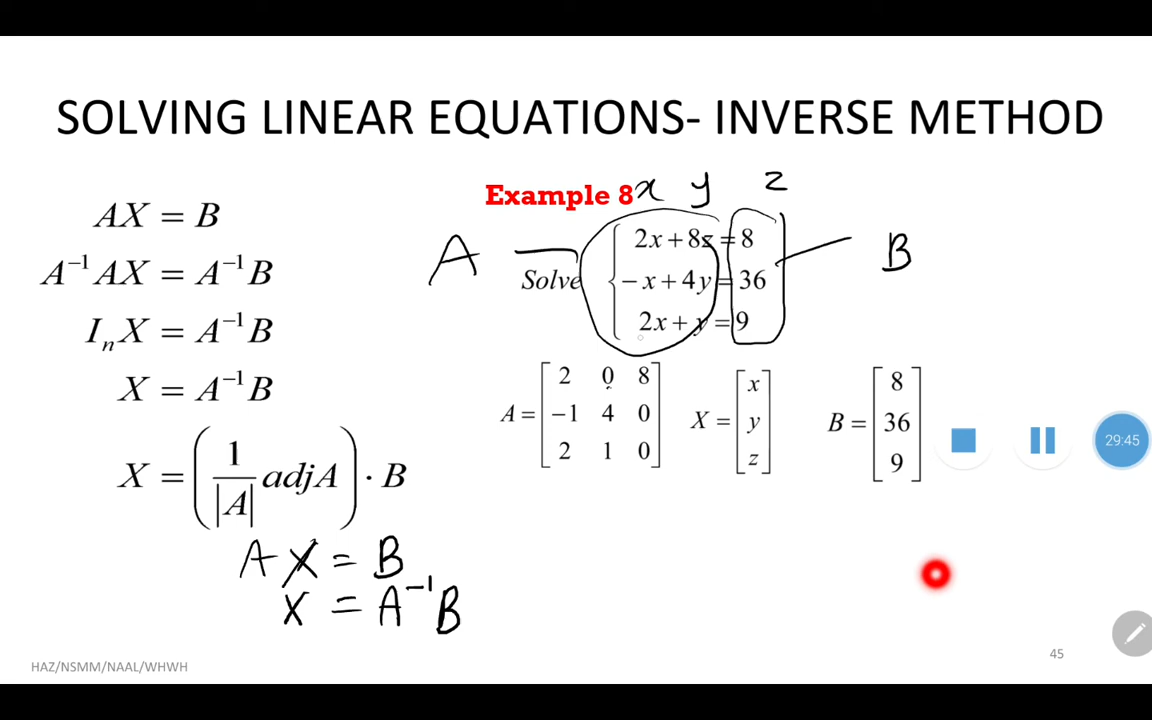 SOLVING LINEAR EQUATIONS- INVERSE METHOD
AX = B
A⁻¹AX = A⁻¹B
IₙX = A⁻¹B
X = A⁻¹B
X = (1/|A| adjA) · B
AX = B
X = A⁻¹B
Example 8
x y z
A
Solve { 2x + 8z = 8
−x + 4y = 36
2x + y = 9
B
A = [2 0 8
−1 4 0
2 1 0]
X = [x
y
z]
B = [8
36
9]
29:45
HAZ/NSMM/NAAL/WHWH
45